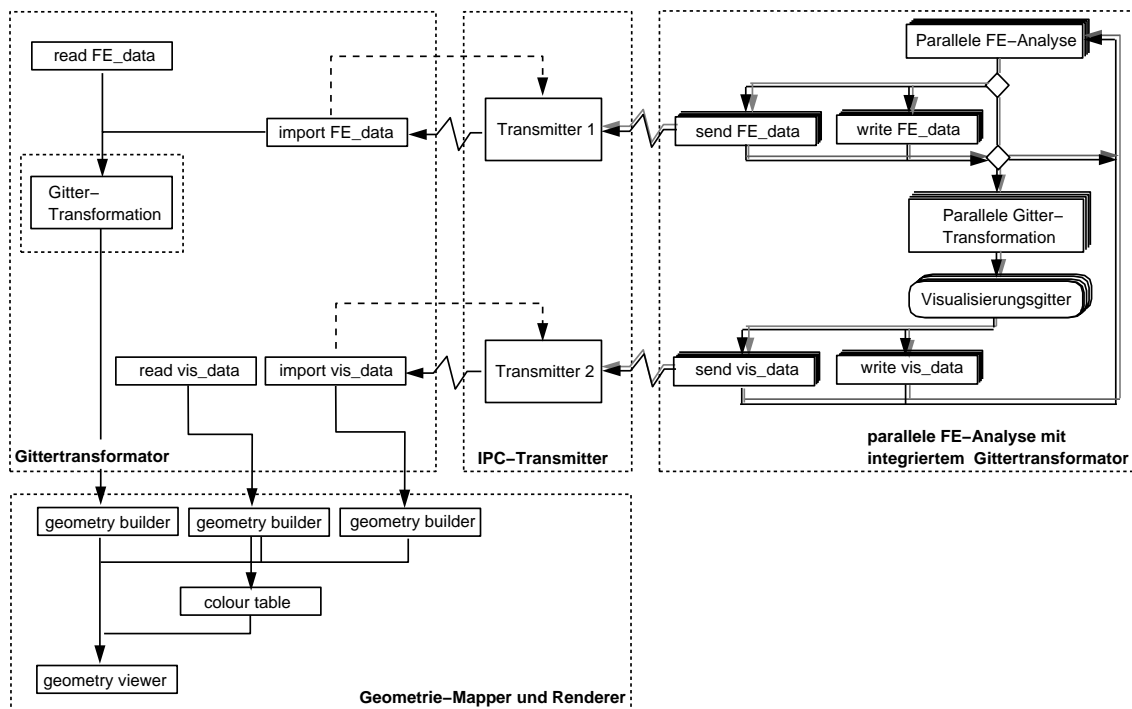 Parallele FE–Analyse
read FE_data
import FE_data
Transmitter 1
send FE_data
write FE_data
Gitter–
Transformation
Parallele Gitter–
Transformation
Visualisierungsgitter
read vis_data
import vis_data
Transmitter 2
send vis_data
write vis_data
Gittertransformator
IPC–Transmitter
parallele FE–Analyse mit
integriertem Gittertransformator
geometry builder
geometry builder
geometry builder
colour table
geometry viewer
Geometrie–Mapper und Renderer